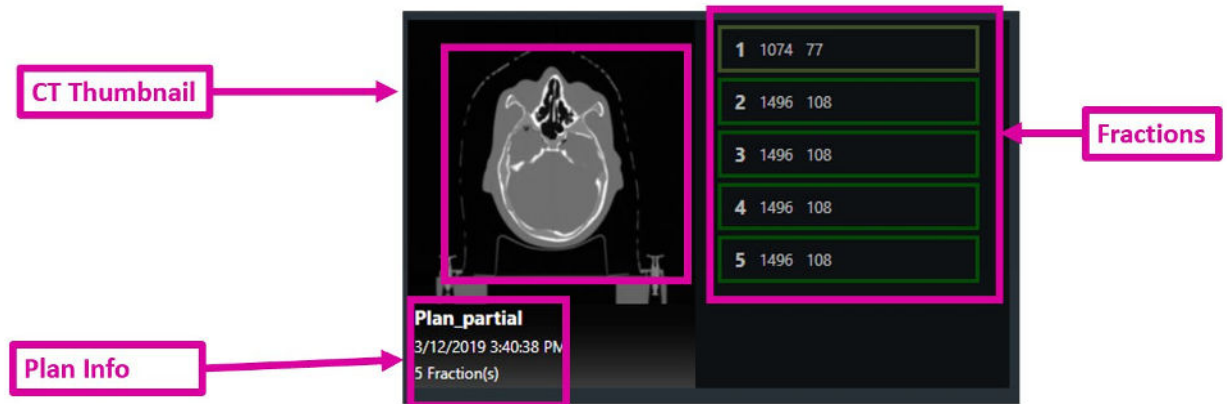 CT Thumbnail
Plan Info
Plan_partial
3/12/2019 3:40:38 PM
5 Fraction(s)
1 1074 77
2 1496 108
3 1496 108
4 1496 108
5 1496 108
Fractions